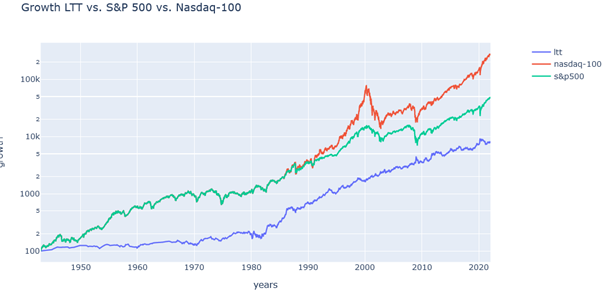 Growth LTT vs. S&P 500 vs. Nasdaq-100
ltt
nasdaq-100
s&p500
2
100k
5
2
10k
5
2
1000
5
2
100
growth
1950
1960
1970
1980
1990
2000
2010
2020
years